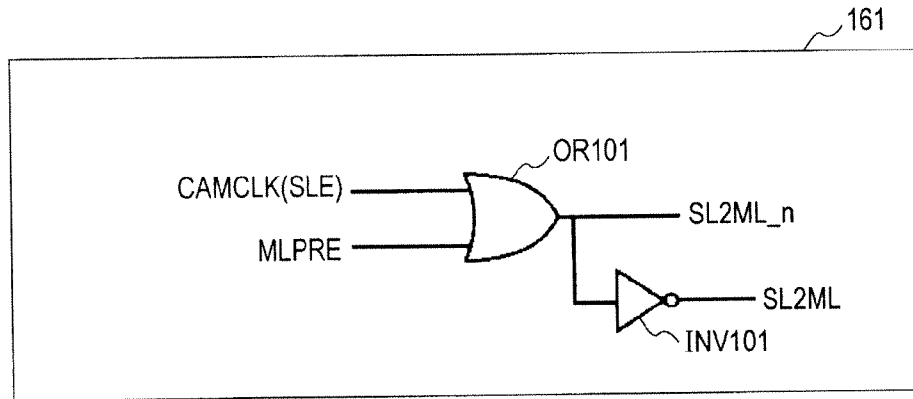 161
OR101
CAMCLK(SLE)
SL2ML_n
MLPRE
SL2ML
INV101